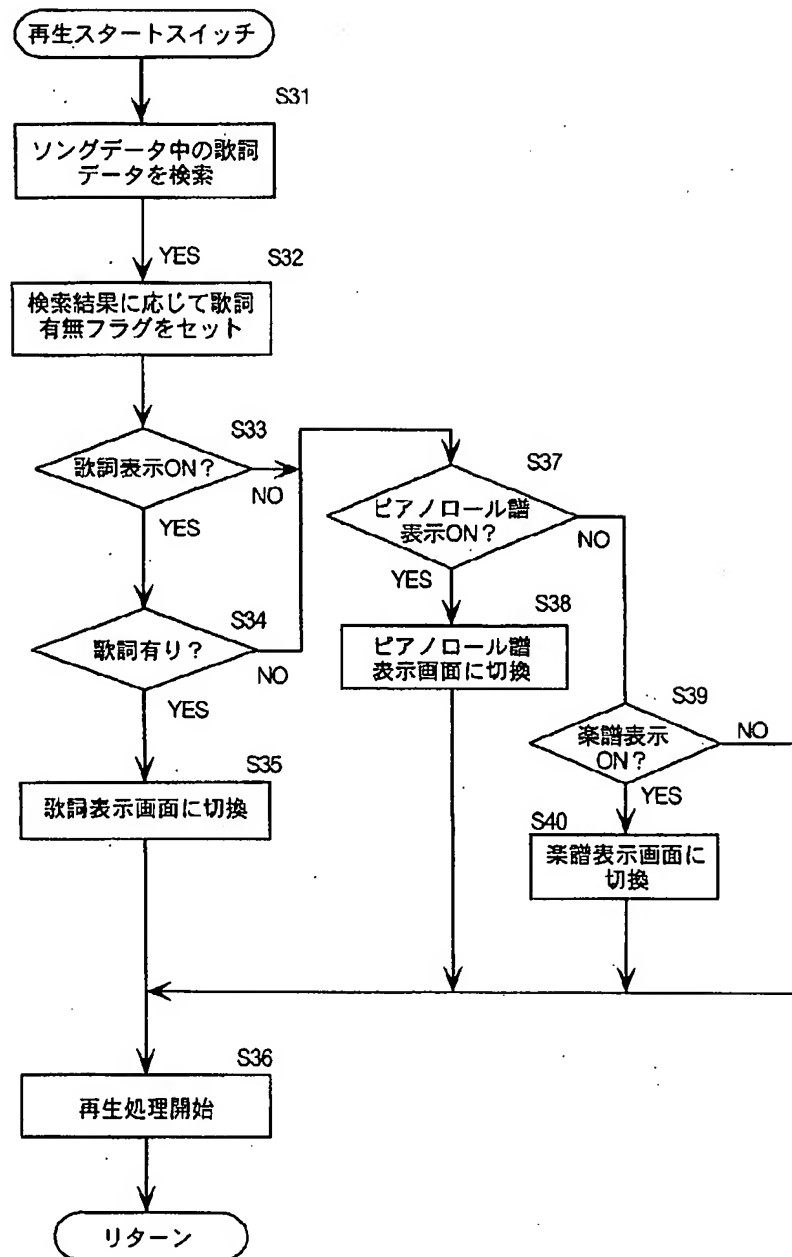 再生スタートスイッチ
S31
ソングデータ中の歌詞
データを検索
YES
S32
検索結果に応じて歌詞
有無フラグをセット
S33
歌詞表示ON?
NO
YES
S34
歌詞有り?
NO
YES
S35
歌詞表示画面に切換
S37
ピアノロール譜
表示ON?
NO
YES
S38
ピアノロール譜
表示画面に切換
S39
楽譜表示
ON?
NO
YES
S40
楽譜表示画面に
切換
S36
再生処理開始
リターン